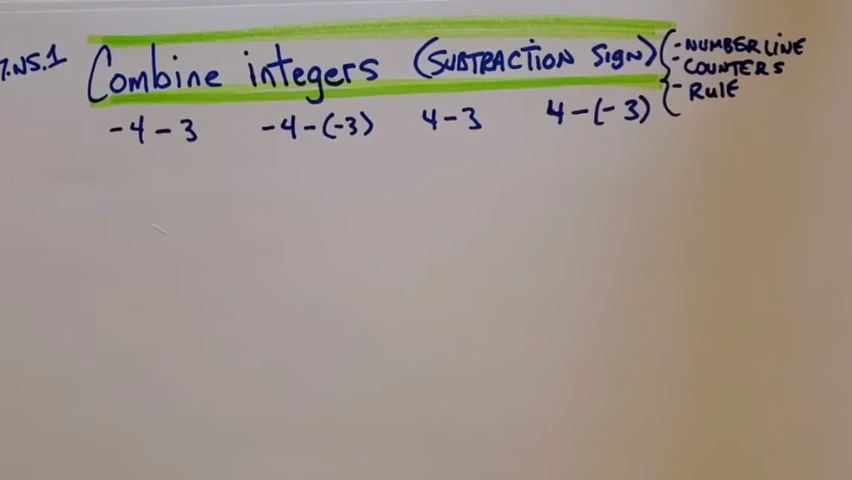 7.NS.1 Combine integers (SUBTRACTION SIGN)
- NUMBER LINE
- COUNTERS
- RULE
-4-3 -4-(-3) 4-3 4-(-3)